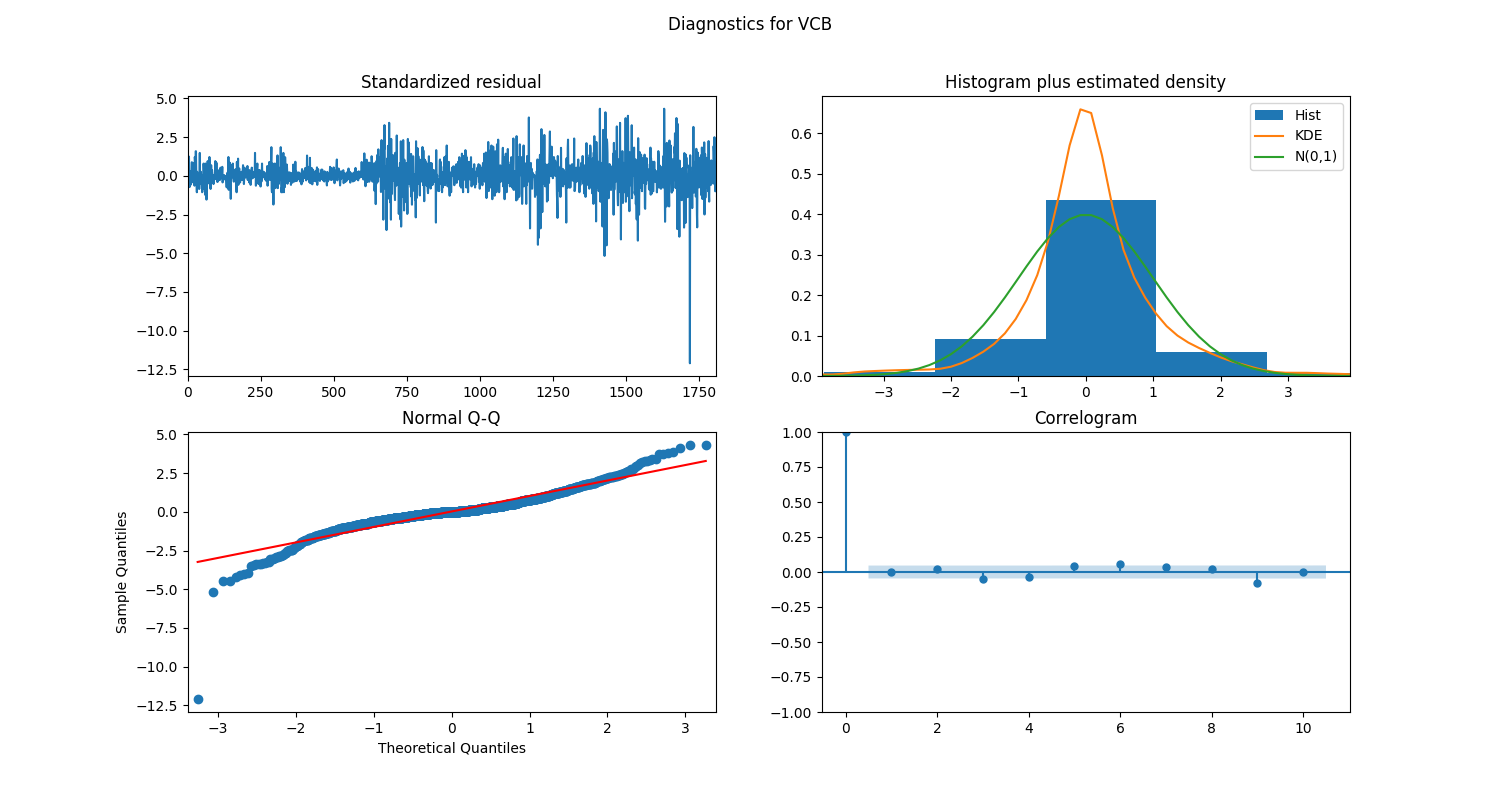 Diagnostics for VCB
Standardized residual
5.0
2.5
0.0
−2.5
−5.0
−7.5
−10.0
−12.5
0 250 500 750 1000 1250 1500 1750
Histogram plus estimated density
Hist
KDE
N(0,1)
0.6
0.5
0.4
0.3
0.2
0.1
0.0
−3 −2 −1 0 1 2 3
Normal Q-Q
Sample Quantiles
5.0
2.5
0.0
−2.5
−5.0
−7.5
−10.0
−12.5
−3 −2 −1 0 1 2 3
Theoretical Quantiles
Correlogram
1.00
0.75
0.50
0.25
0.00
−0.25
−0.50
−0.75
−1.00
0 2 4 6 8 10